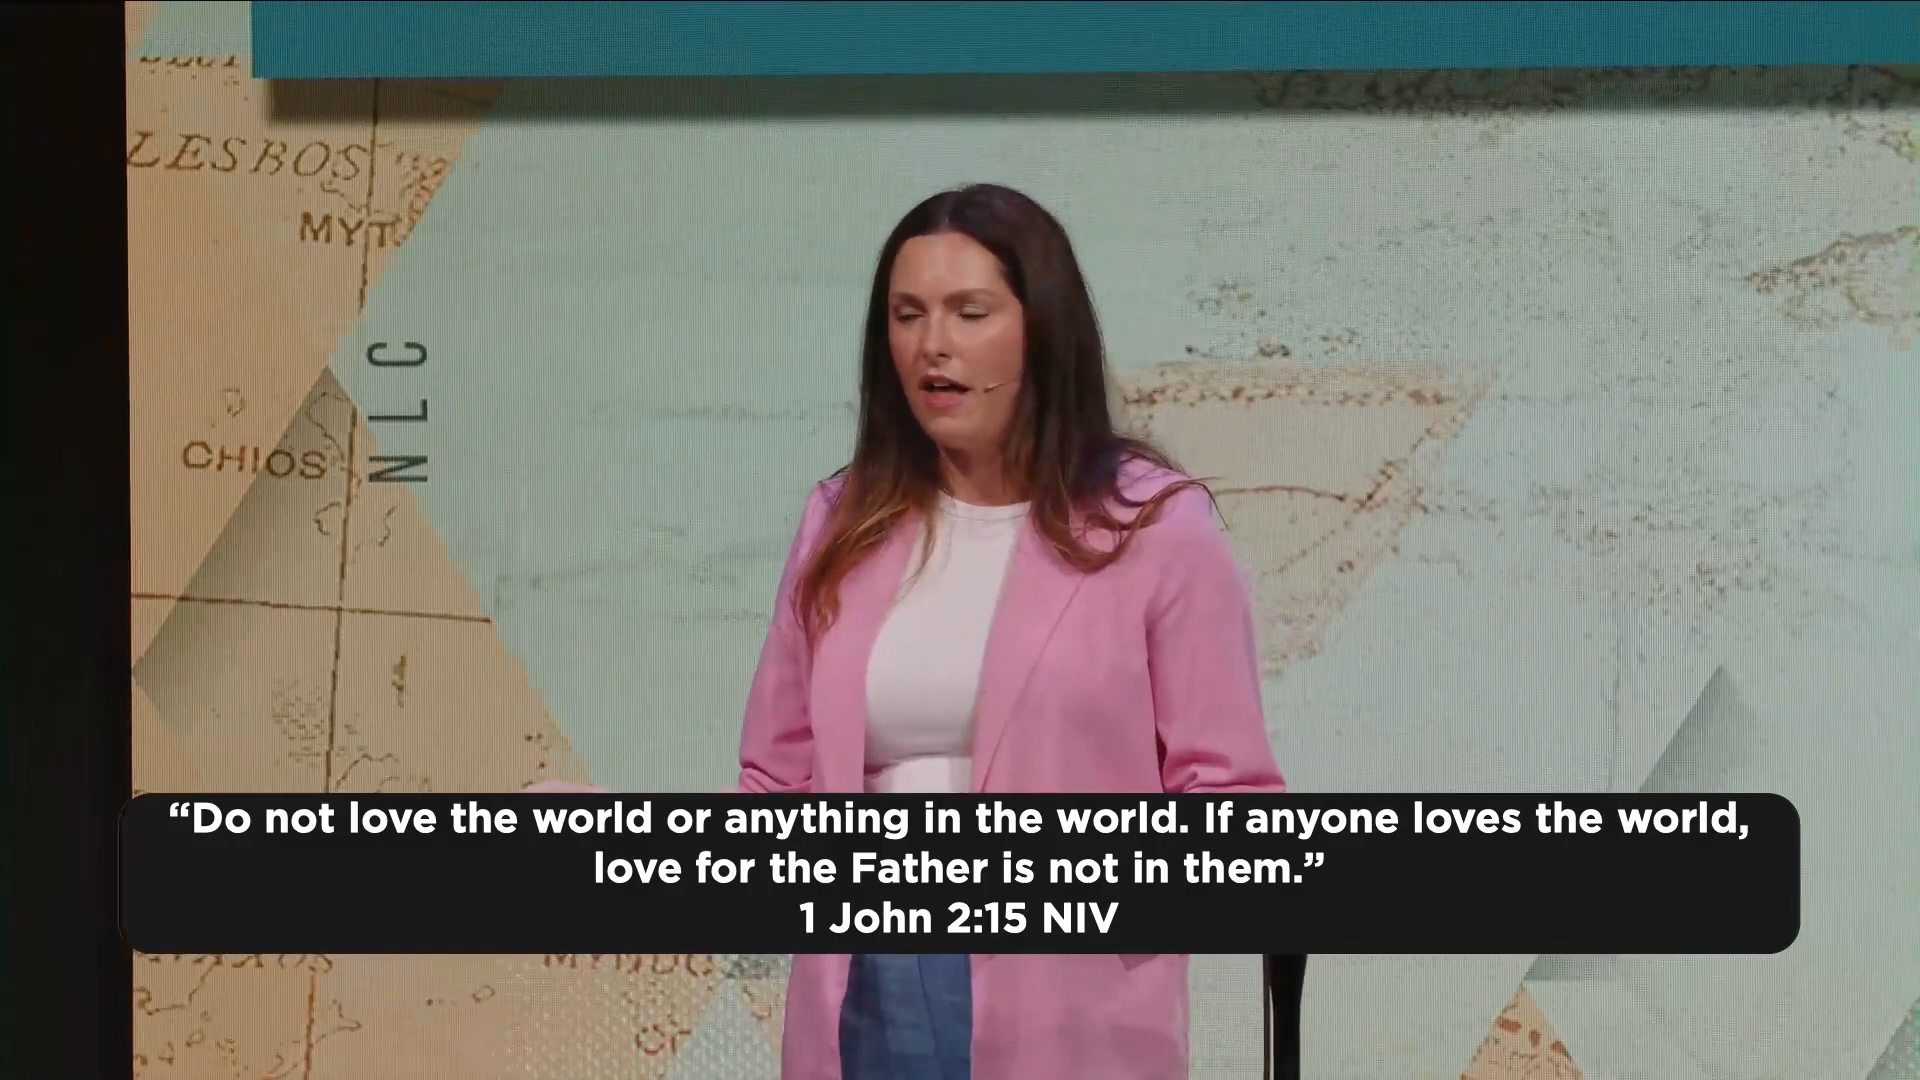 LESBOS
MYT
NLC
CHIOS
“Do not love the world or anything in the world. If anyone loves the world,
love for the Father is not in them.”
1 John 2:15 NIV